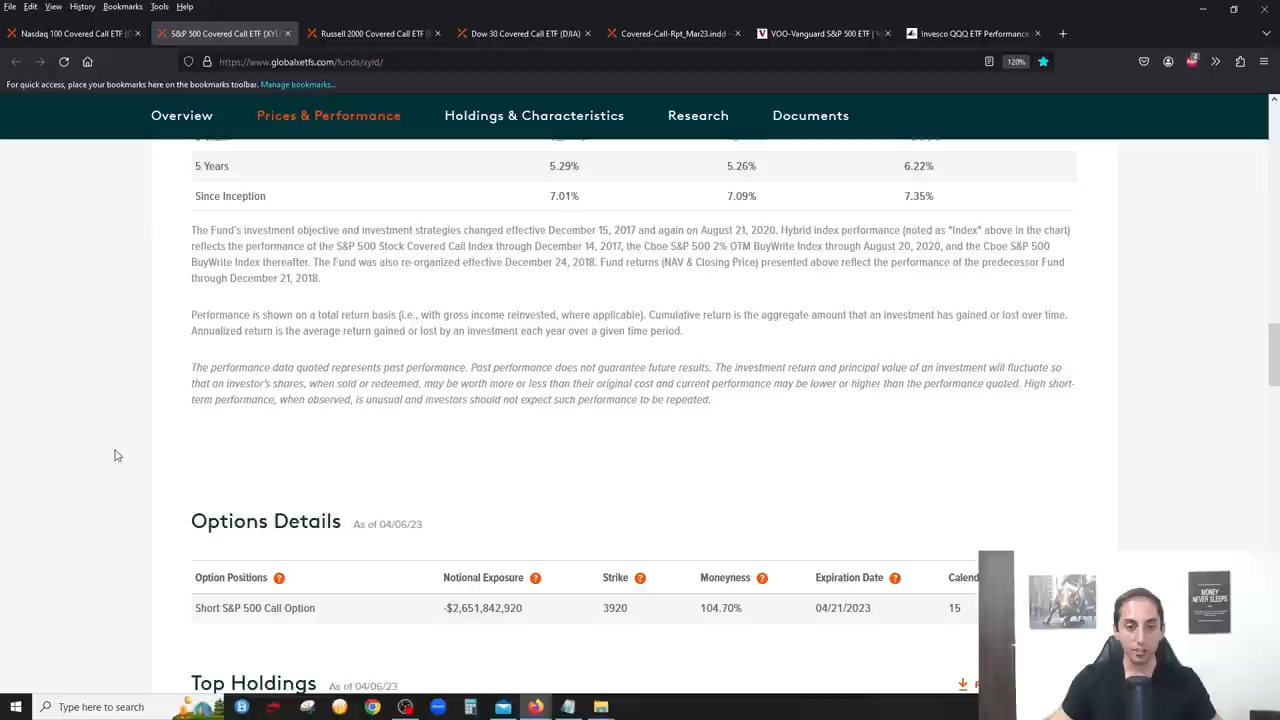 File Edit View History Bookmarks Tools Help
Nasdaq 100 Covered Call ETF (
S&P 500 Covered Call ETF (XYL
Russell 2000 Covered Call ETF (
Dow 30 Covered Call ETF (DJIA)
Covered-Call-Rpt_Mar23.indd
VOO-Vanguard S&P 500 ETF | V
Invesco QQQ ETF Performance
https://www.globalxetfs.com/funds/xyld/
120%
For quick access, place your bookmarks here on the bookmarks toolbar. Manage bookmarks...
Overview Prices & Performance Holdings & Characteristics Research Documents
5 Years 5.29% 5.26% 6.22%
Since Inception 7.01% 7.09% 7.35%
The Fund's investment objective and investment strategies changed effective December 15, 2017 and again on August 21, 2020. Hybrid index performance (noted as "Index" above in the chart)
reflects the performance of the S&P 500 Stock Covered Call Index through December 14, 2017, the Cboe S&P 500 2% OTM BuyWrite Index through August 20, 2020, and the Cboe S&P 500
BuyWrite Index thereafter. The Fund was also re-organized effective December 24, 2018. Fund returns (NAV & Closing Price) presented above reflect the performance of the predecessor Fund
through December 21, 2018.
Performance is shown on a total return basis (i.e., with gross income reinvested, where applicable). Cumulative return is the aggregate amount that an investment has gained or lost over time.
Annualized return is the average return gained or lost by an investment each year over a given time period.
The performance data quoted represents past performance. Past performance does not guarantee future results. The investment return and principal value of an investment will fluctuate so
that an investor's shares, when sold or redeemed, may be worth more or less than their original cost and current performance may be lower or higher than the performance quoted. High short-
term performance, when observed, is unusual and investors should not expect such performance to be repeated.
Options Details As of 04/06/23
Option Positions Notional Exposure Strike Moneyness Expiration Date Calend
Short S&P 500 Call Option -$2,651,842,920 3920 104.70% 04/21/2023 15
Top Holdings As of 04/06/23
MONEY
NEVER SLEEPS
Type here to search